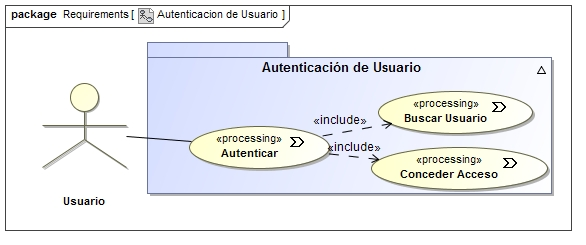 package Requirements [ Autenticacion de Usuario ]
Autenticación de Usuario
«processing»
Buscar Usuario
«include»
«processing»
Autenticar
«include»
«processing»
Conceder Acceso
Usuario